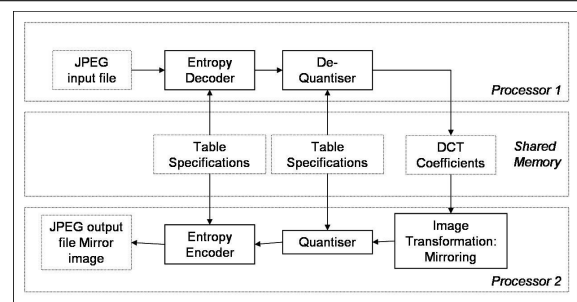 JPEG
input file
Entropy
Decoder
De-
Quantiser
Processor 1
Table
Specifications
Table
Specifications
DCT
Coefficients
Shared
Memory
JPEG output
file Mirror
image
Entropy
Encoder
Quantiser
Image
Transformation:
Mirroring
Processor 2